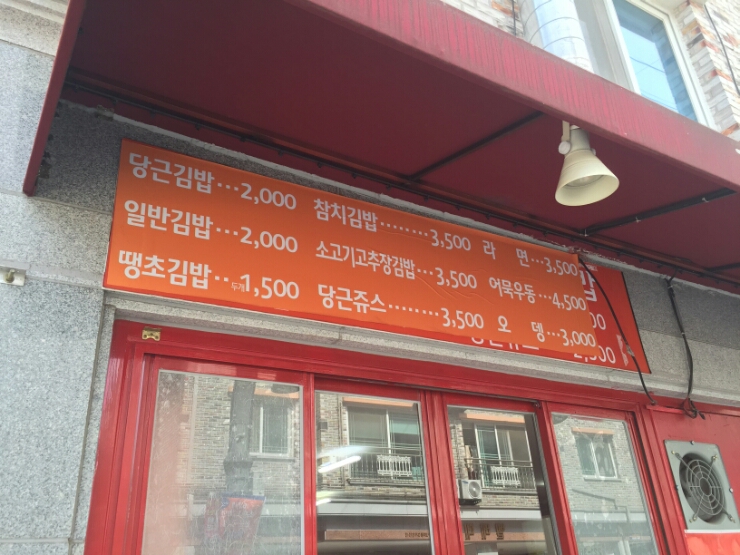 당근김밥...2,000 참치김밥........3,500 라 면...3,500
일반김밥...2,000 소고기고추장김밥...3,500 어묵우동...4,500
땡초김밥..두개1,500 당근쥬스........3,500 오 뎅...3,000